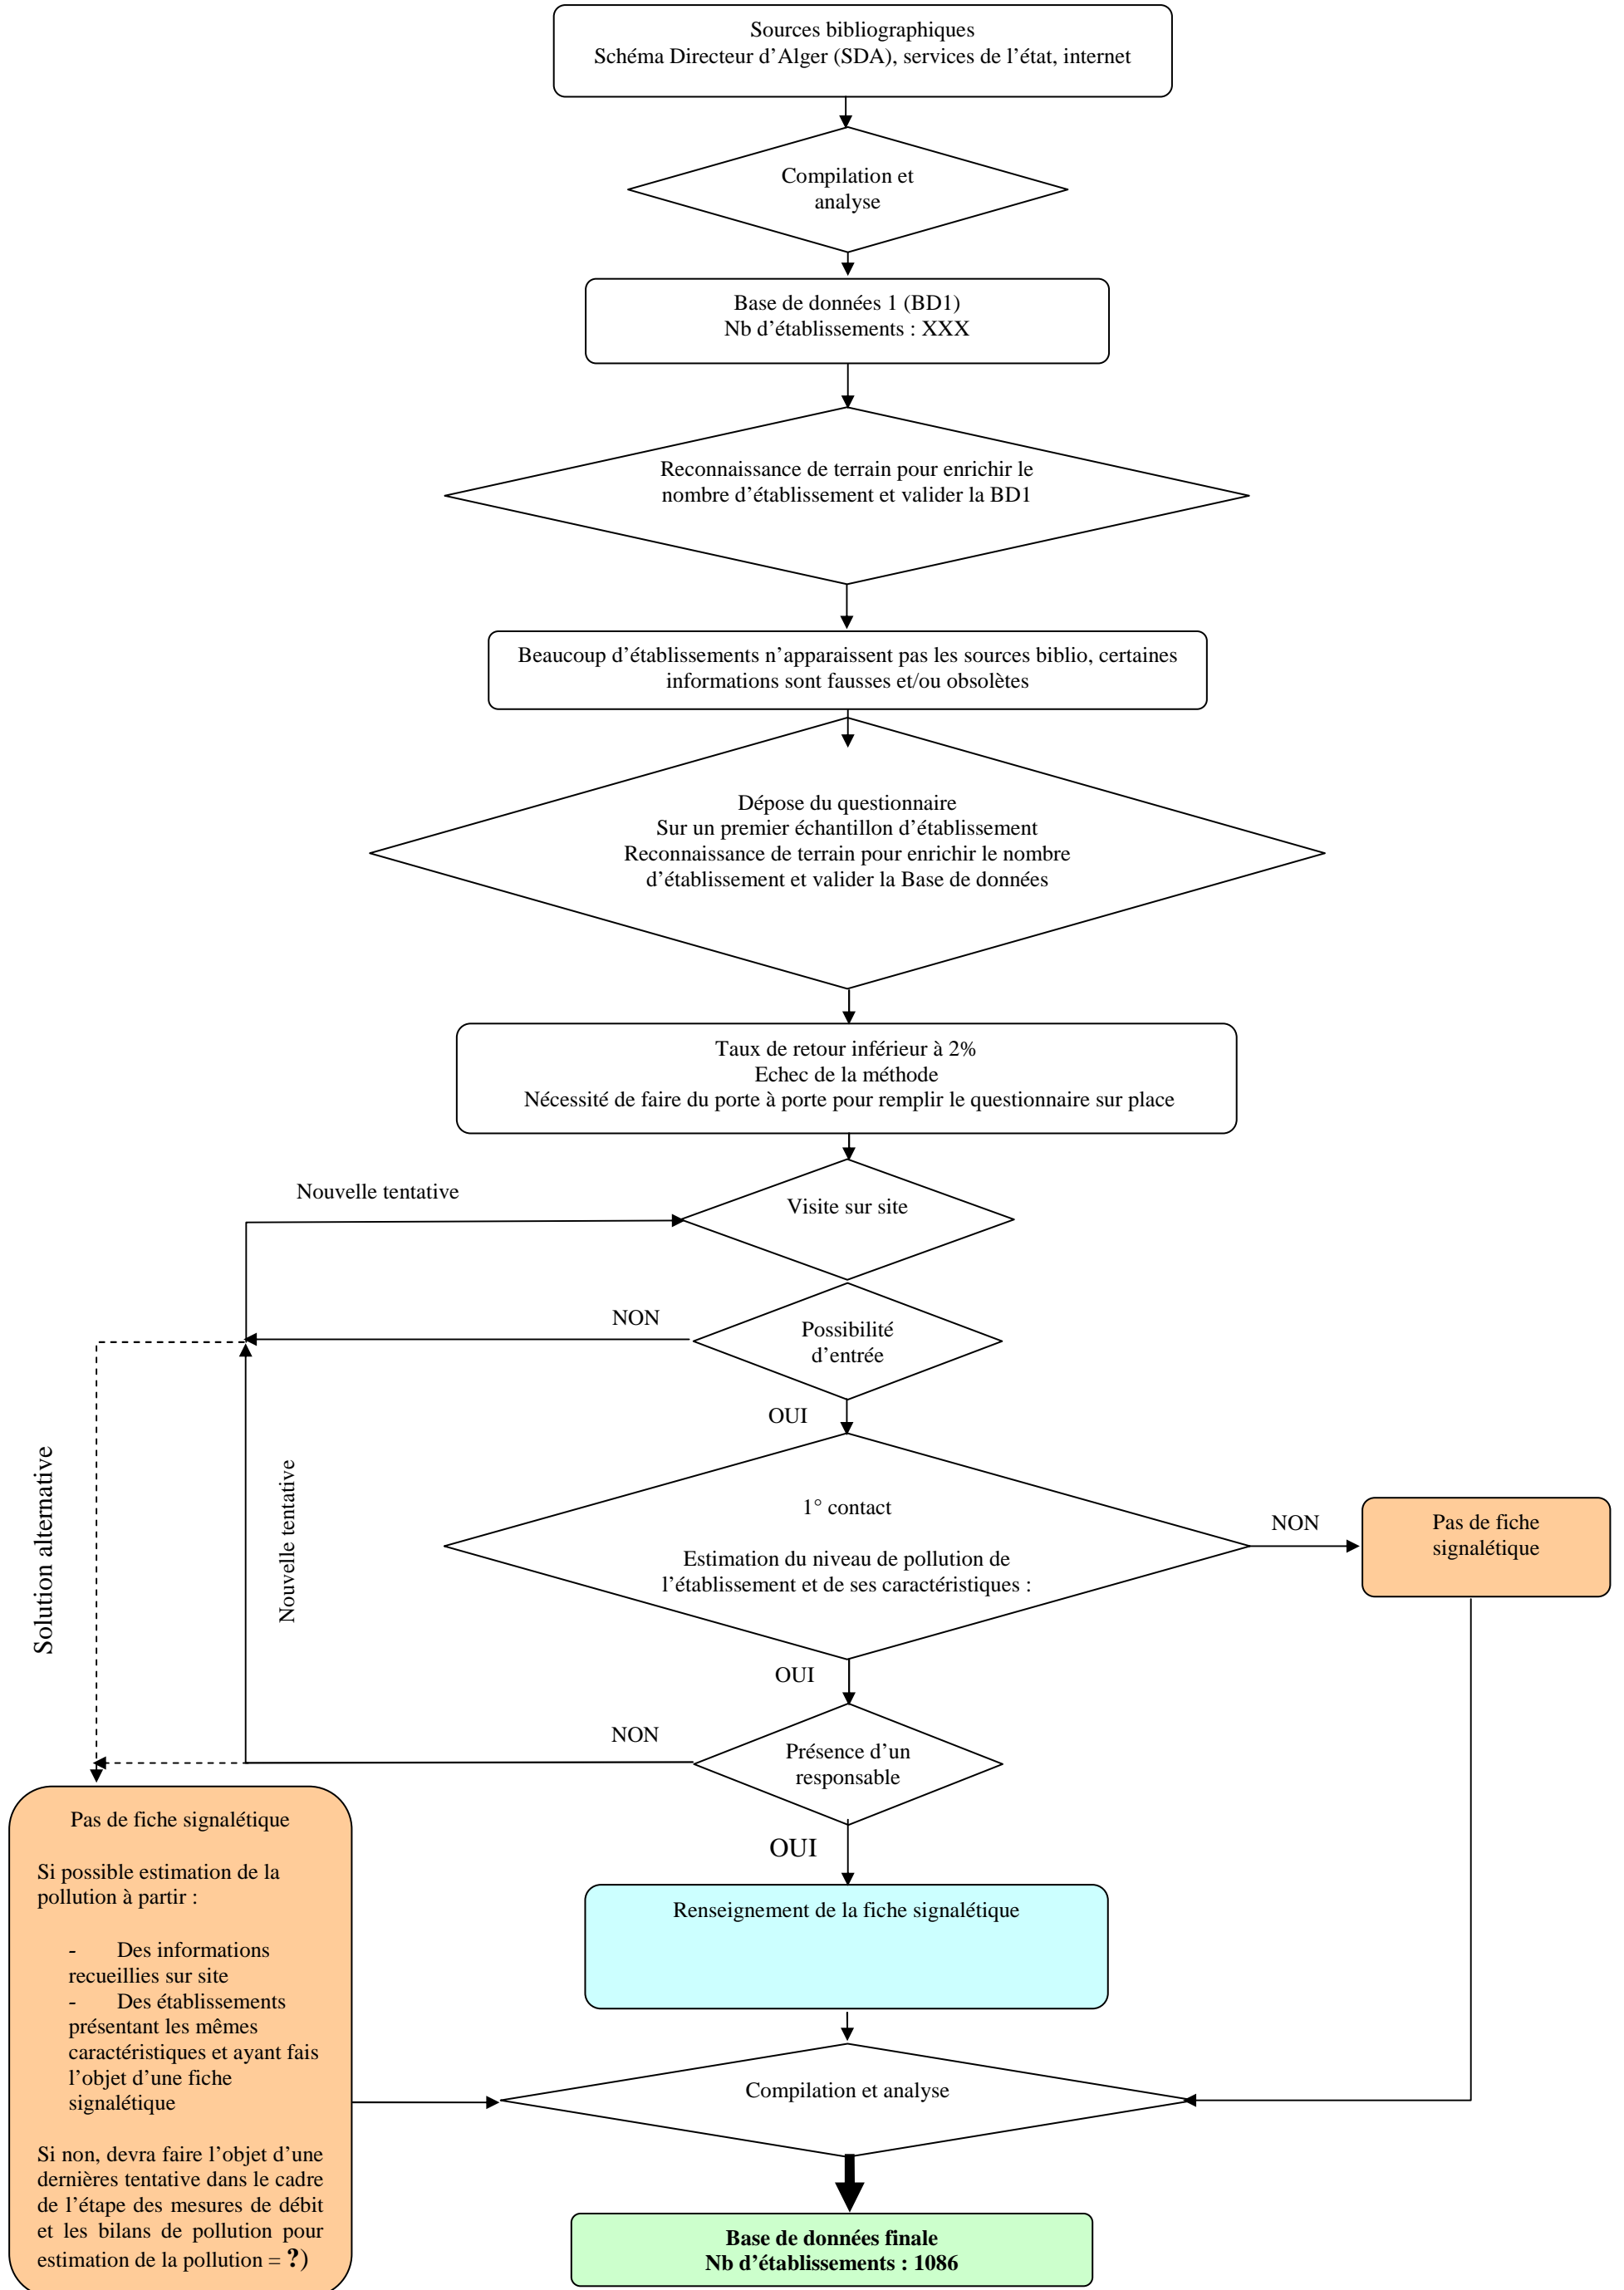 Sources bibliographiques
Schéma Directeur d’Alger (SDA), services de l’état, internet
Compilation et
analyse
Base de données 1 (BD1)
Nb d’établissements : XXX
Reconnaissance de terrain pour enrichir le
nombre d’établissement et valider la BD1
Beaucoup d’établissements n’apparaissent pas les sources biblio, certaines
informations sont fausses et/ou obsolètes
Dépose du questionnaire
Sur un premier échantillon d’établissement
Reconnaissance de terrain pour enrichir le nombre
d’établissement et valider la Base de données
Taux de retour inférieur à 2%
Echec de la méthode
Nécessité de faire du porte à porte pour remplir le questionnaire sur place
Nouvelle tentative
Visite sur site
NON
Possibilité
d’entrée
OUI
Solution alternative
Nouvelle tentative
1° contact
Estimation du niveau de pollution de
l’établissement et de ses caractéristiques :
NON
Pas de fiche
signalétique
OUI
NON
Présence d’un
responsable
OUI
Pas de fiche signalétique
Si possible estimation de la
pollution à partir :
- Des informations
recueillies sur site
- Des établissements
présentant les mêmes
caractéristiques et ayant fais
l’objet d’une fiche
signalétique
Si non, devra faire l’objet d’une
dernières tentative dans le cadre
de l’étape des mesures de débit
et les bilans de pollution pour
estimation de la pollution = ?)
Renseignement de la fiche signalétique
Compilation et analyse
Base de données finale
Nb d’établissements : 1086